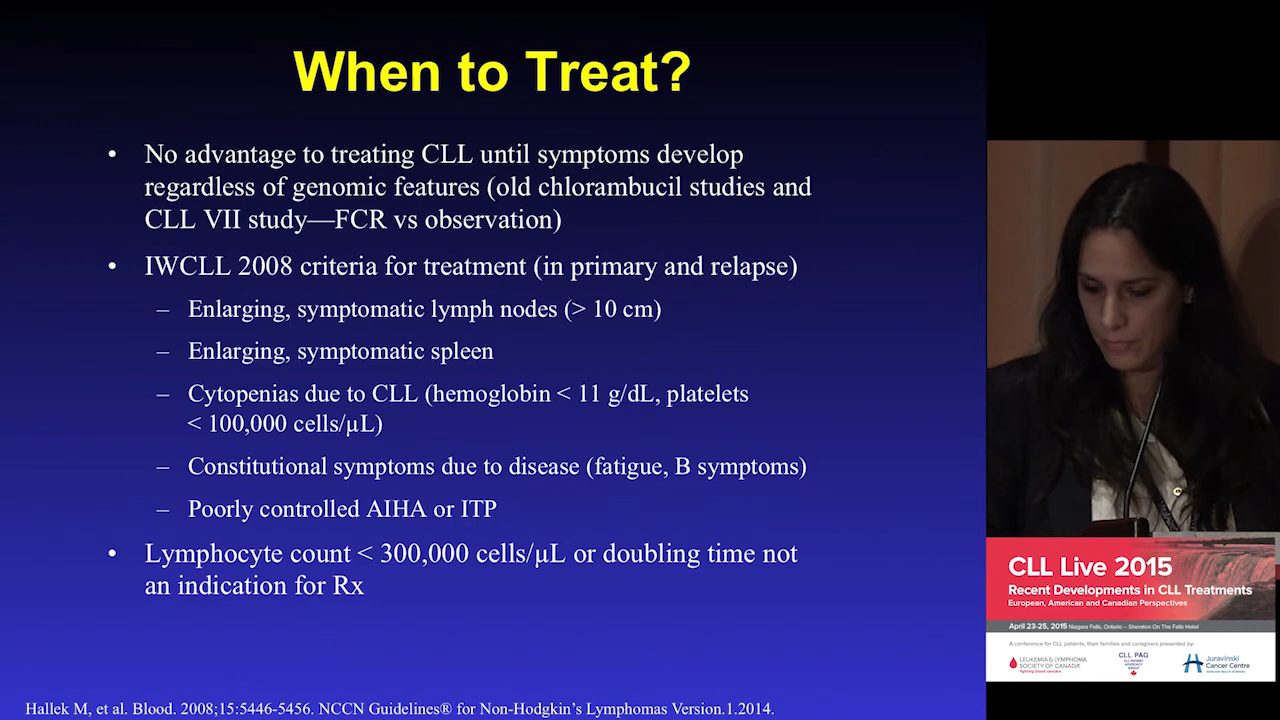 When to Treat?
• No advantage to treating CLL until symptoms develop
regardless of genomic features (old chlorambucil studies and
CLL VII study—FCR vs observation)
• IWCLL 2008 criteria for treatment (in primary and relapse)
– Enlarging, symptomatic lymph nodes (> 10 cm)
– Enlarging, symptomatic spleen
– Cytopenias due to CLL (hemoglobin < 11 g/dL, platelets
< 100,000 cells/µL)
– Constitutional symptoms due to disease (fatigue, B symptoms)
– Poorly controlled AIHA or ITP
• Lymphocyte count < 300,000 cells/µL or doubling time not
an indication for Rx
Hallek M, et al. Blood. 2008;15:5446-5456. NCCN Guidelines® for Non-Hodgkin’s Lymphomas Version.1.2014.
CLL Live 2015
Recent Developments in CLL Treatments
European, American and Canadian Perspectives
April 23-25, 2015 Niagara Falls, Ontario – Sheraton On The Falls Hotel
A conference for CLL patients, their families and caregivers presented by:
LEUKEMIA & LYMPHOMA
SOCIETY OF CANADA
fighting blood cancers
CLL PAG
CLL PATIENT
ADVOCACY
GROUP
Juravinski
Cancer Centre